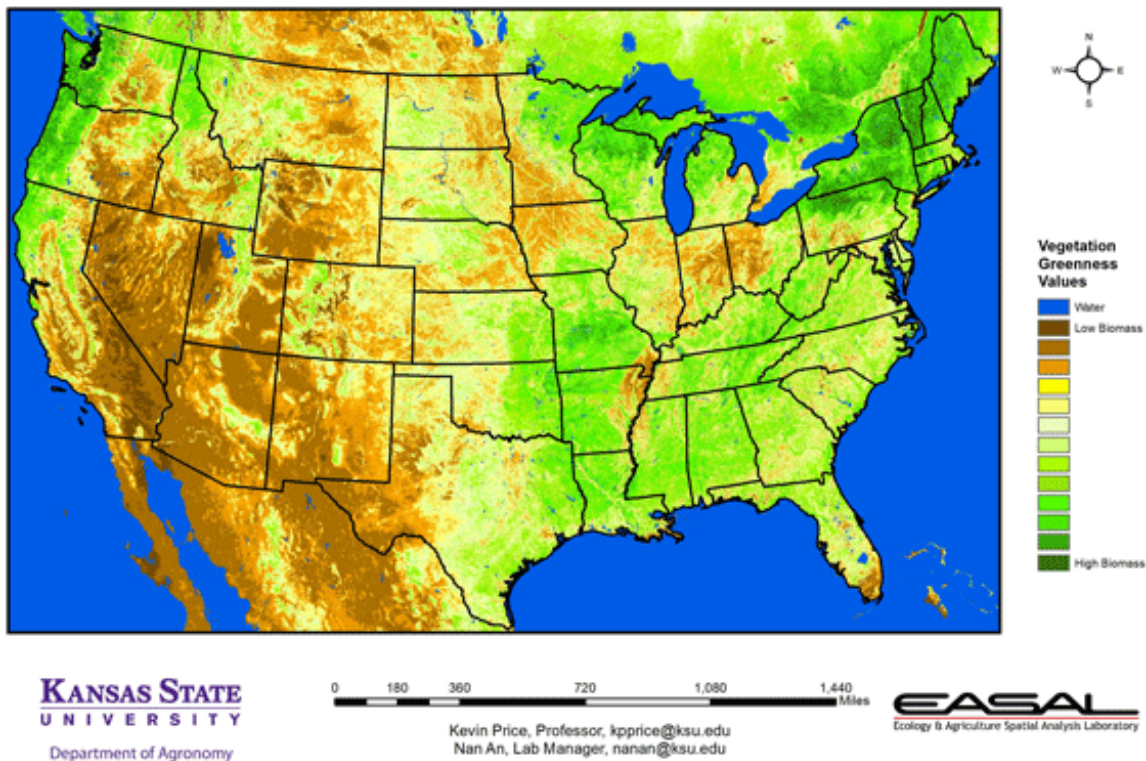 N
W E
S
Vegetation
Greenness
Values
Water
Low Biomass
High Biomass
KANSAS STATE
UNIVERSITY
Department of Agronomy
0 180 360 720 1,080 1,440
Miles
Kevin Price, Professor, kpprice@ksu.edu
Nan An, Lab Manager, nanan@ksu.edu
EASAL
Ecology & Agriculture Spatial Analysis Laboratory